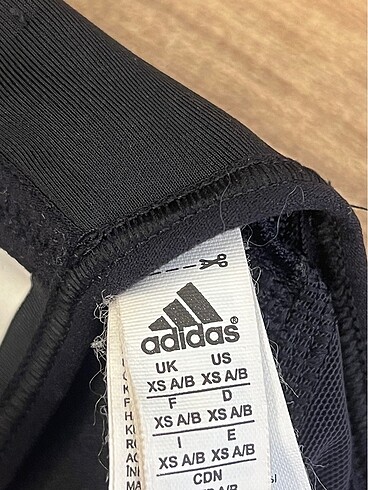 adidas®
UK US
XS A/B XS A/B
F D
XS A/B XS A/B
I E
XS A/B XS A/B
CDN
A/B